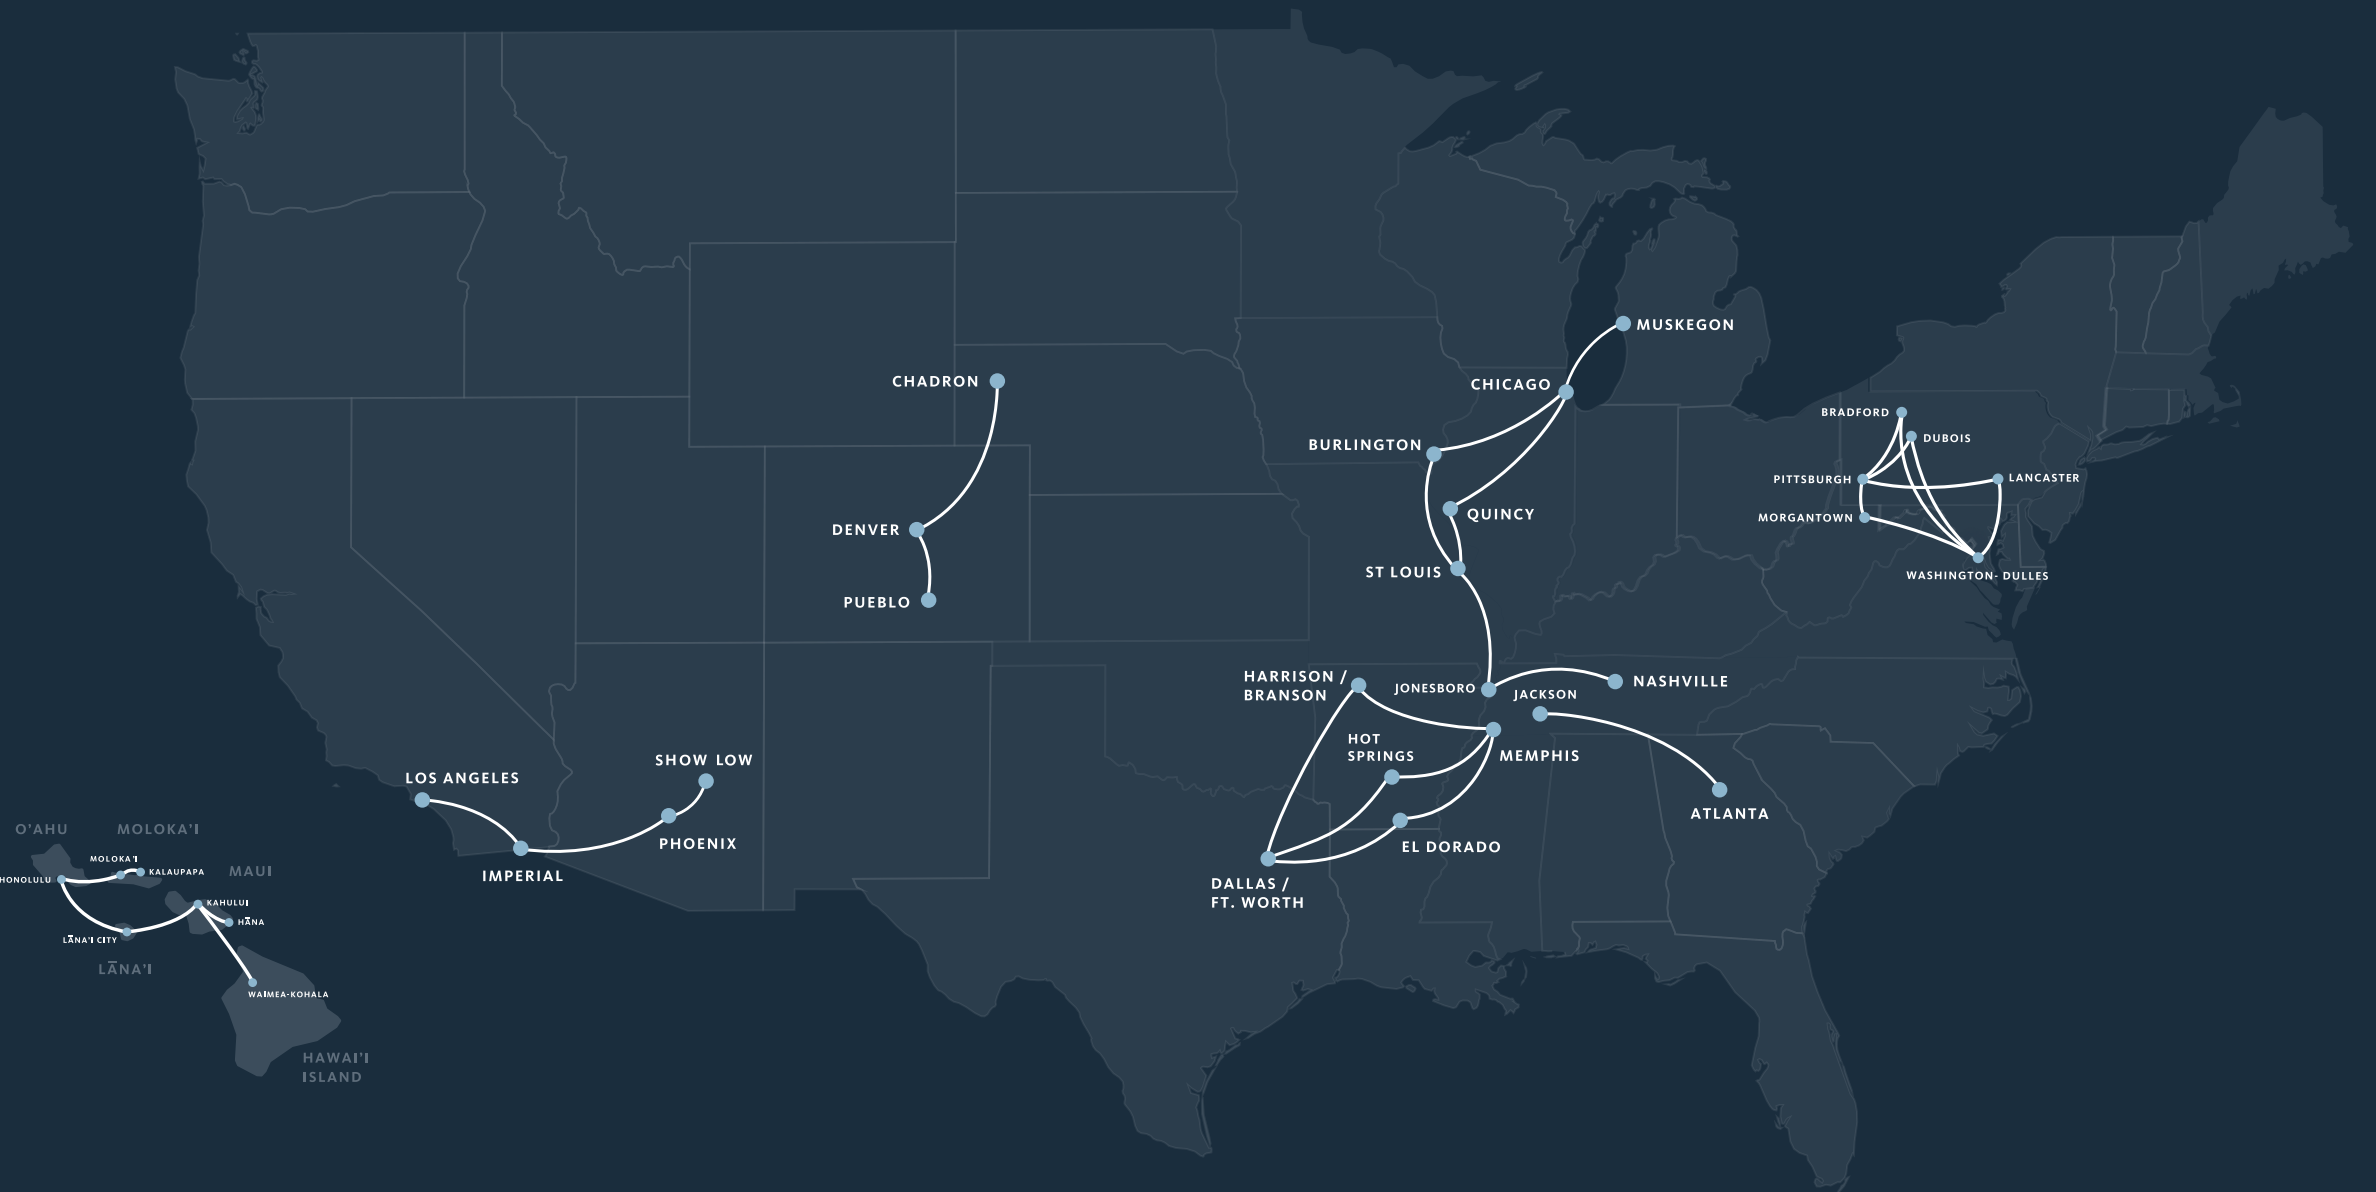 MUSKEGON
CHADRON
CHICAGO
BURLINGTON
BRADFORD
DUBOIS
PITTSBURGH
LANCASTER
QUINCY
MORGANTOWN
DENVER
ST LOUIS
WASHINGTON- DULLES
PUEBLO
HARRISON /
BRANSON
JONESBORO
JACKSON
NASHVILLE
HOT
SPRINGS
MEMPHIS
SHOW LOW
LOS ANGELES
ATLANTA
PHOENIX
EL DORADO
IMPERIAL
DALLAS /
FT. WORTH
O'AHU
MOLOKA'I
MOLOKA'I
KALAUPAPA
MAUI
HONOLULU
KAHULUI
HĀNA
LĀNA'I CITY
LĀNA'I
WAIMEA-KOHALA
HAWAI'I
ISLAND